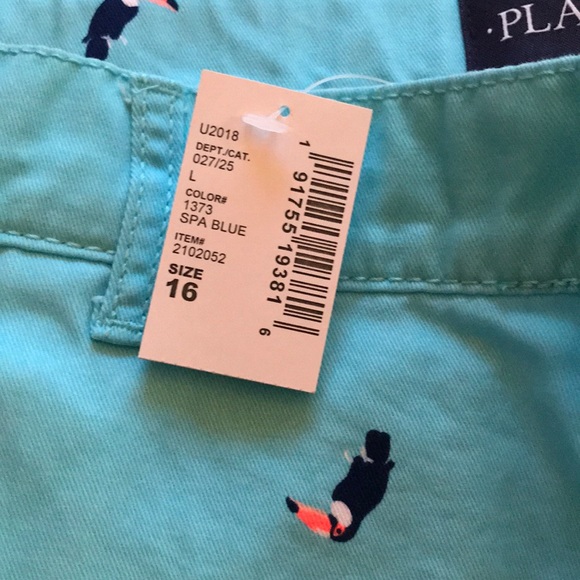 ·PLA
U2018
DEPT./CAT.
027/25
L
COLOR#
1373
SPA BLUE
ITEM#
2102052
SIZE
16
1 91755 19381 6